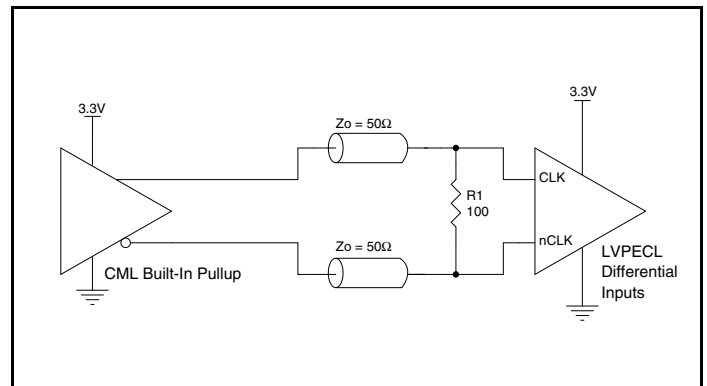 3.3V
3.3V
Zo = 50Ω
CLK
R1
100
nCLK
Zo = 50Ω
LVPECL
Differential
Inputs
CML Built-In Pullup